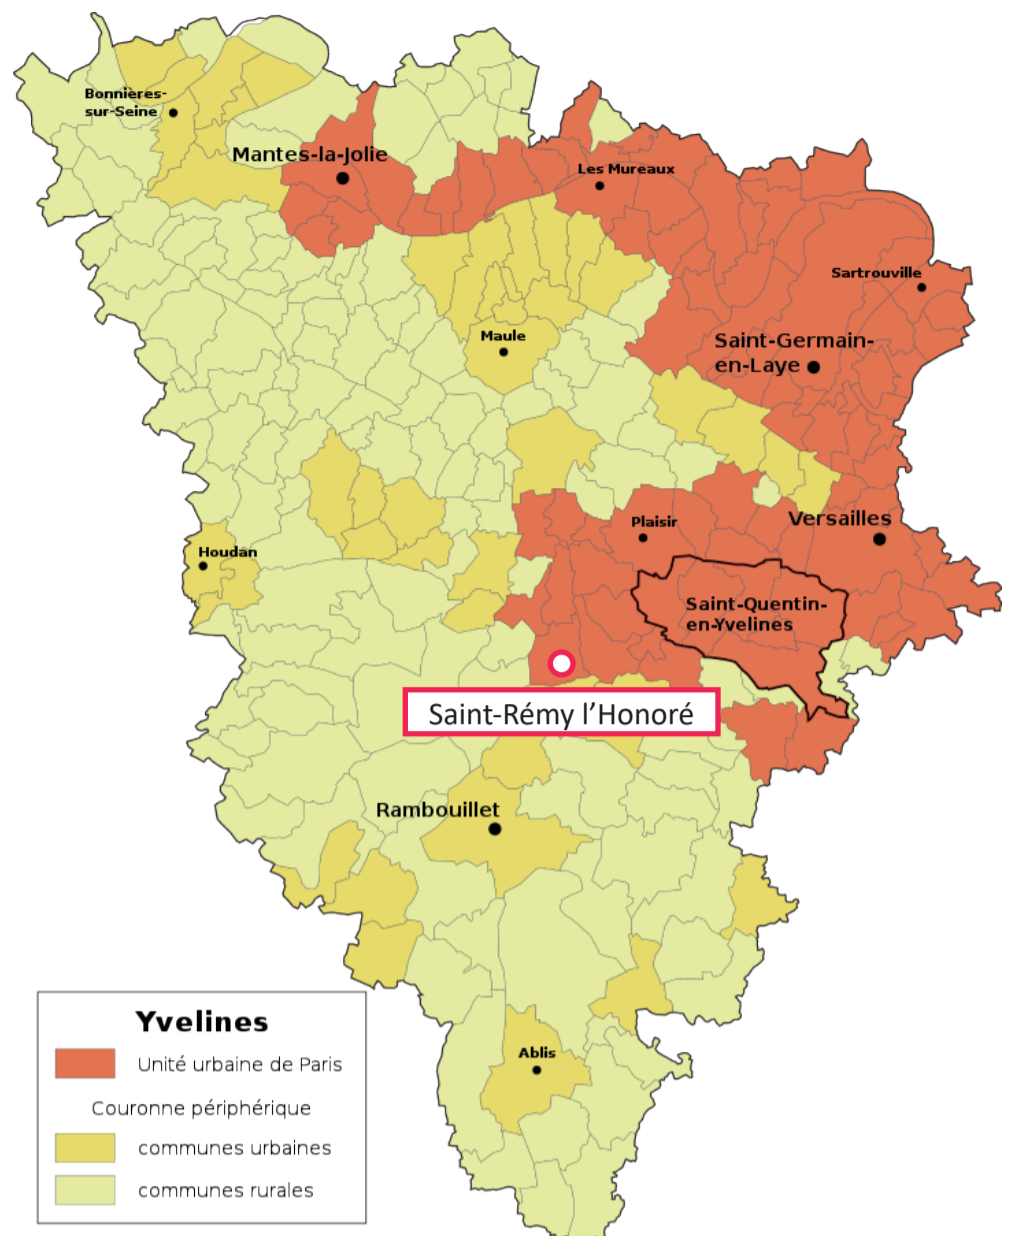 Bonnières-
sur-Seine
Mantes-la-Jolie
Les Mureaux
Sartrouville
Maule
Saint-Germain-
en-Laye
Plaisir
Versailles
Houdan
Saint-Quentin-
en-Yvelines
Saint-Rémy l’Honoré
Rambouillet
Ablis
Yvelines
Unité urbaine de Paris
Couronne périphérique
communes urbaines
communes rurales